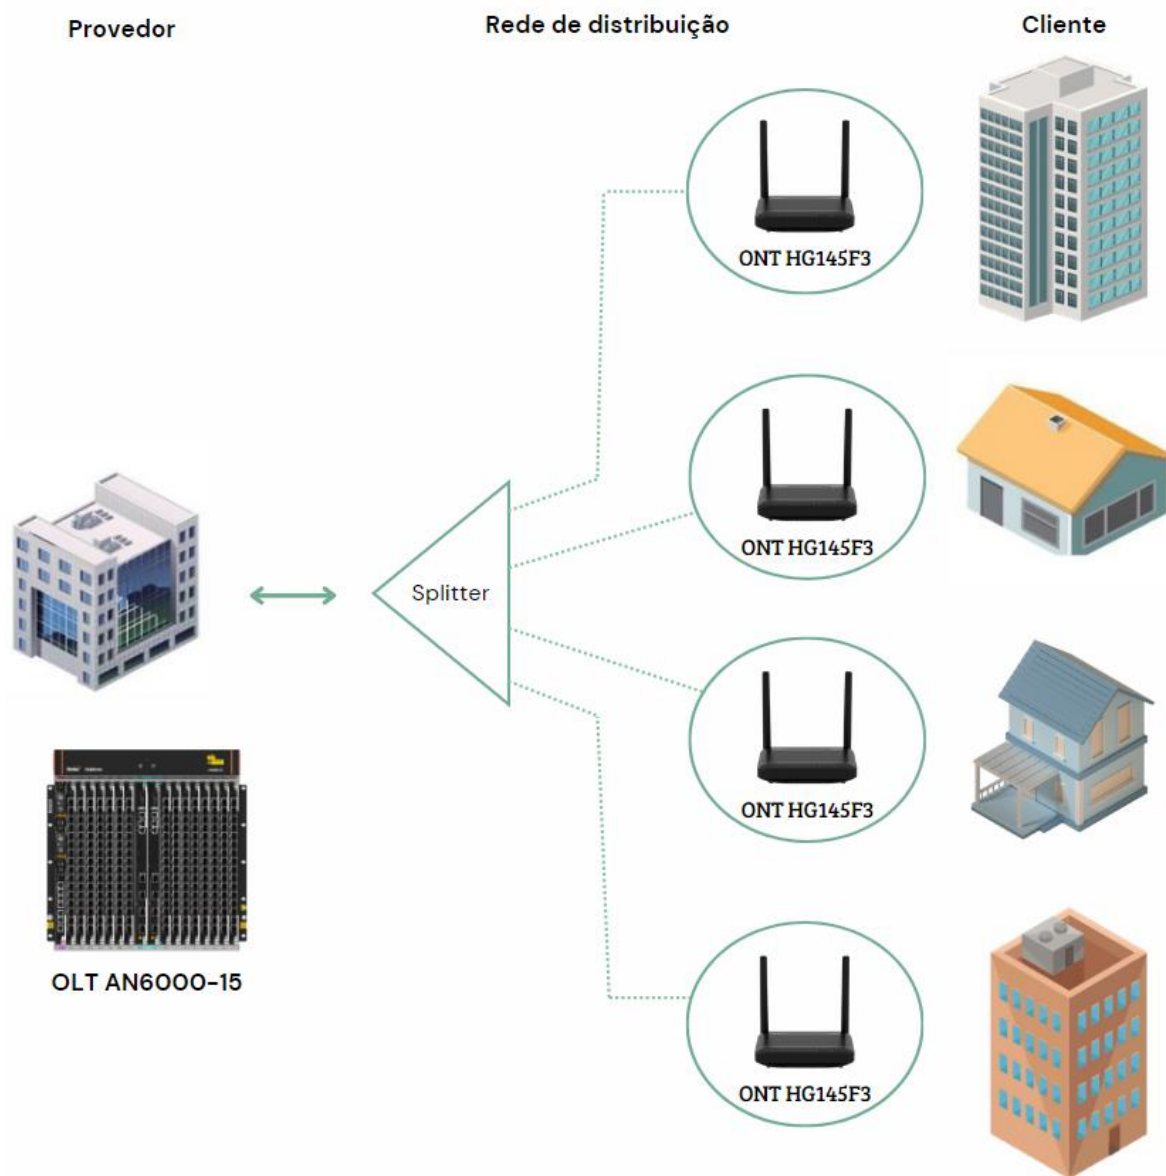 Provedor
Rede de distribuição
Cliente
ONT HG145F3
ONT HG145F3
Splitter
ONT HG145F3
OLT AN6000-15
ONT HG145F3